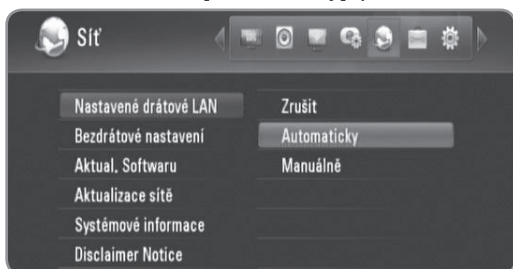 Síť
Nastavené drátové LAN
Zrušit
Bezdrátové nastavení
Automaticky
Aktual. Softwaru
Manuálně
Aktualizace sítě
Systémové informace
Disclaimer Notice